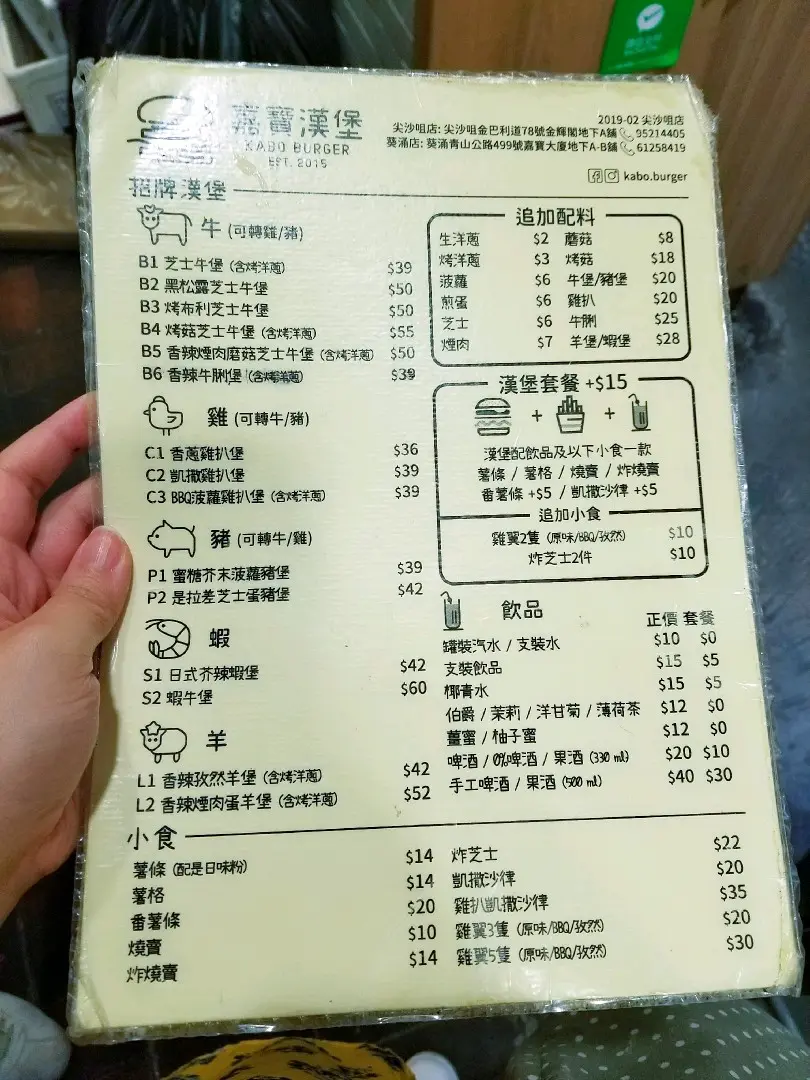 嘉寶漢堡
KABO BURGER
EST. 2015
2019-02 尖沙咀店
尖沙咀店: 尖沙咀金巴利道78號金輝閣地下A舖 95214405
葵涌店: 葵涌青山公路499號嘉寶大廈地下A-B舖 61258419
kabo.burger
招牌漢堡
牛 (可轉雞/豬)
B1 芝士牛堡 (含烤洋蔥) $39
B2 黑松露芝士牛堡 $50
B3 烤布利芝士牛堡 $50
B4 烤菇芝士牛堡 (含烤洋蔥) $55
B5 香辣煙肉蘑菇芝士牛堡 (含烤洋蔥) $50
B6 香辣牛脷堡 (含烤洋蔥) $39
雞 (可轉牛/豬)
C1 香蔥雞扒堡 $36
C2 凱撒雞扒堡 $39
C3 BBQ菠蘿雞扒堡 (含烤洋蔥) $39
豬 (可轉牛/雞)
P1 蜜糖芥末菠蘿豬堡 $39
P2 是拉差芝士蛋豬堡 $42
蝦
S1 日式芥辣蝦堡 $42
S2 蝦牛堡 $60
羊
L1 香辣孜然羊堡 (含烤洋蔥) $42
L2 香辣煙肉蛋羊堡 (含烤洋蔥) $52
追加配料
生洋蔥 $2 蘑菇 $8
烤洋蔥 $3 烤菇 $18
菠蘿 $6 牛堡/豬堡 $20
煎蛋 $6 雞扒 $20
芝士 $6 牛脷 $25
煙肉 $7 羊堡/蝦堡 $28
漢堡套餐 +$15
+ +
漢堡配飲品及以下小食一款
薯條 / 薯格 / 燒賣 / 炸燒賣
番薯條 +$5 / 凱撒沙律 +$5
追加小食
雞翼2隻 (原味/BBQ/孜然) $10
炸芝士2件 $10
飲品 正價 套餐
罐裝汽水 / 支裝水 $10 $0
支裝飲品 $15 $5
椰青水 $15 $5
伯爵 / 茉莉 / 洋甘菊 / 薄荷茶 $12 $0
薑蜜 / 柚子蜜 $12 $0
啤酒 / 0%啤酒 / 果酒 (330 ml) $20 $10
手工啤酒 / 果酒 (500 ml) $40 $30
小食
薯條 (配是日味粉) $14
薯格 $14
番薯條 $20
燒賣 $10
炸燒賣 $14
炸芝士 $22
凱撒沙律 $20
雞扒凱撒沙律 $35
雞翼3隻 (原味/BBQ/孜然) $20
雞翼5隻 (原味/BBQ/孜然) $30